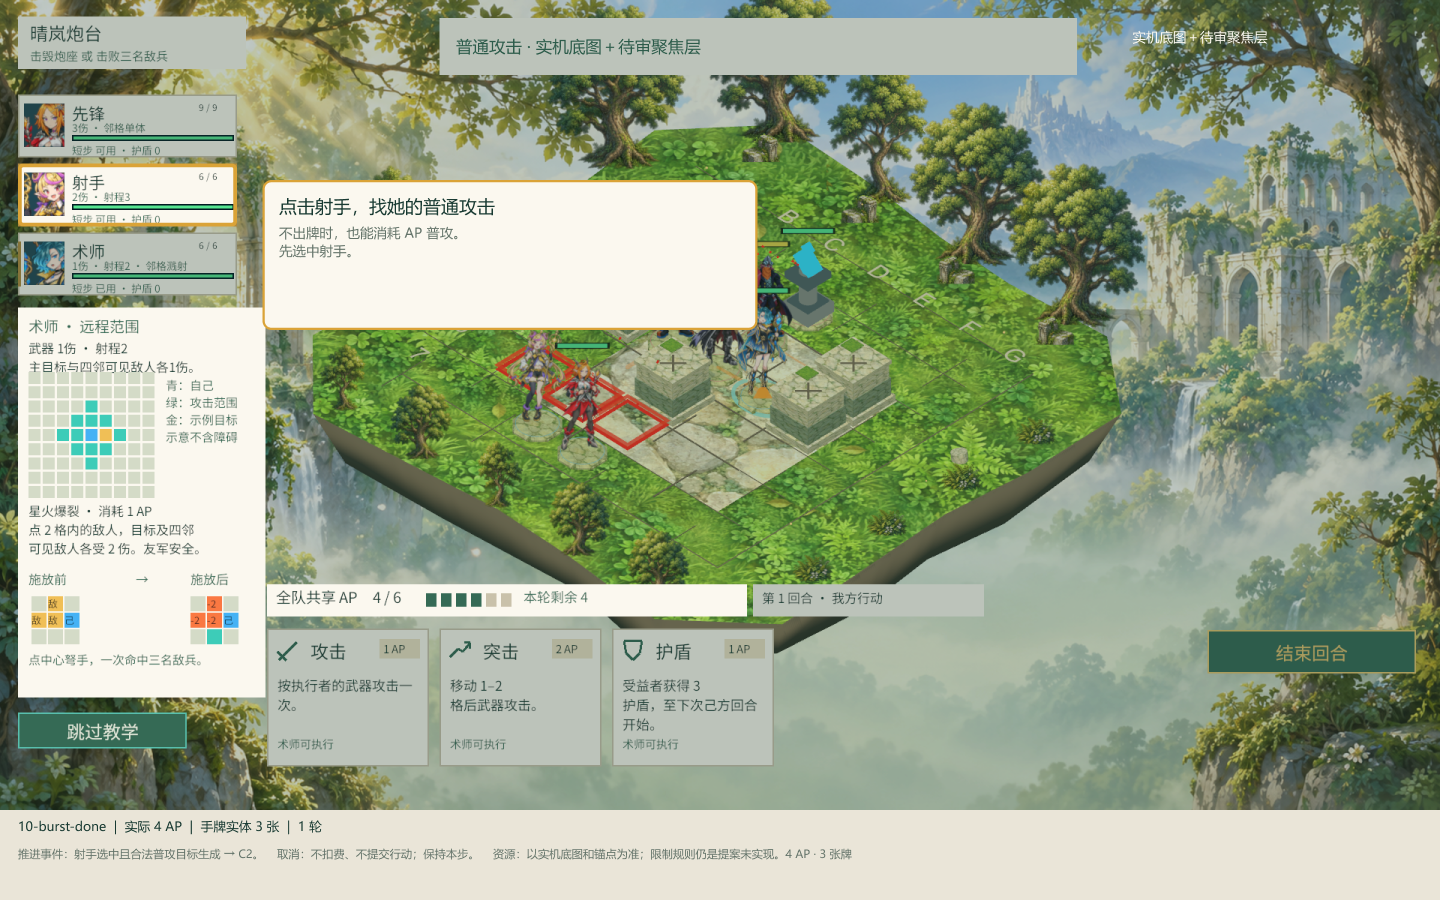 晴岚炮台
击毁炮座 或 击败三名敌兵
普通攻击 · 实机底图 + 待审聚焦层
实机底图 + 待审聚焦层
先锋
9 / 9
3伤 · 邻格单体
短步 可用 · 护盾 0
射手
6 / 6
2伤 · 射程3
短步 可用 · 护盾 0
术师
6 / 6
1伤 · 射程2 · 邻格溅射
短步 已用 · 护盾 0
点击射手，找她的普通攻击
不出牌时，也能消耗 AP 普攻。
先选中射手。
术师 · 远程范围
武器 1伤 · 射程2
主目标与四邻可见敌人各1伤。
青：自己
绿：攻击范围
金：示例目标
示意不含障碍
星火爆裂 · 消耗 1 AP
点 2 格内的敌人，目标及四邻
可见敌人各受 2 伤。友军安全。
施放前 → 施放后
敌
敌 敌 己
-2
-2 -2 己
点中心弩手，一次命中三名敌兵。
跳过教学
B
C
D
E
F
G
A
全队共享 AP 4 / 6 本轮剩余 4
第 1 回合 · 我方行动
攻击 1 AP
按执行者的武器攻击一
次。
术师可执行
突击 2 AP
移动 1–2
格后武器攻击。
术师可执行
护盾 1 AP
受益者获得 3
护盾，至下次己方回合
开始。
术师可执行
结束回合
10-burst-done | 实际 4 AP | 手牌实体 3 张 | 1 轮
推进事件：射手选中且合法普攻目标生成 → C2。 取消：不扣费、不提交行动；保持本步。 资源：以实机底图和锚点为准；限制规则仍是提案未实现。4 AP · 3 张牌